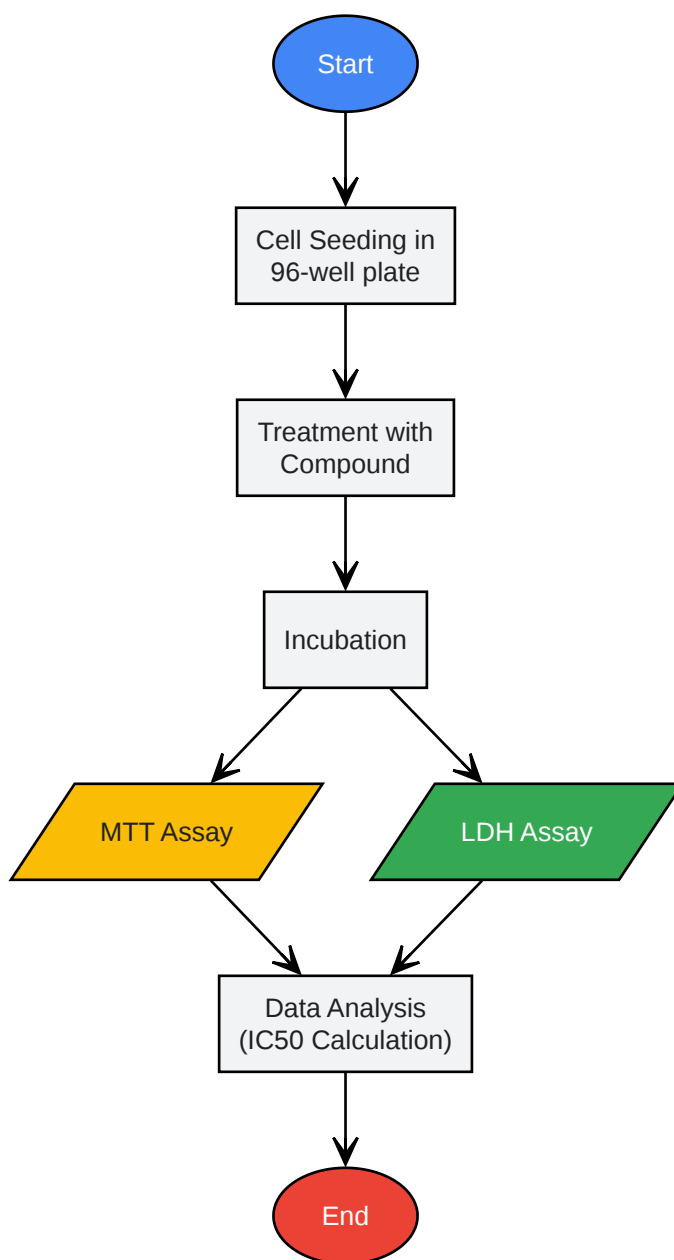 Start
Cell Seeding in
96-well plate
Treatment with
Compound
Incubation
MTT Assay
LDH Assay
Data Analysis
(IC50 Calculation)
End